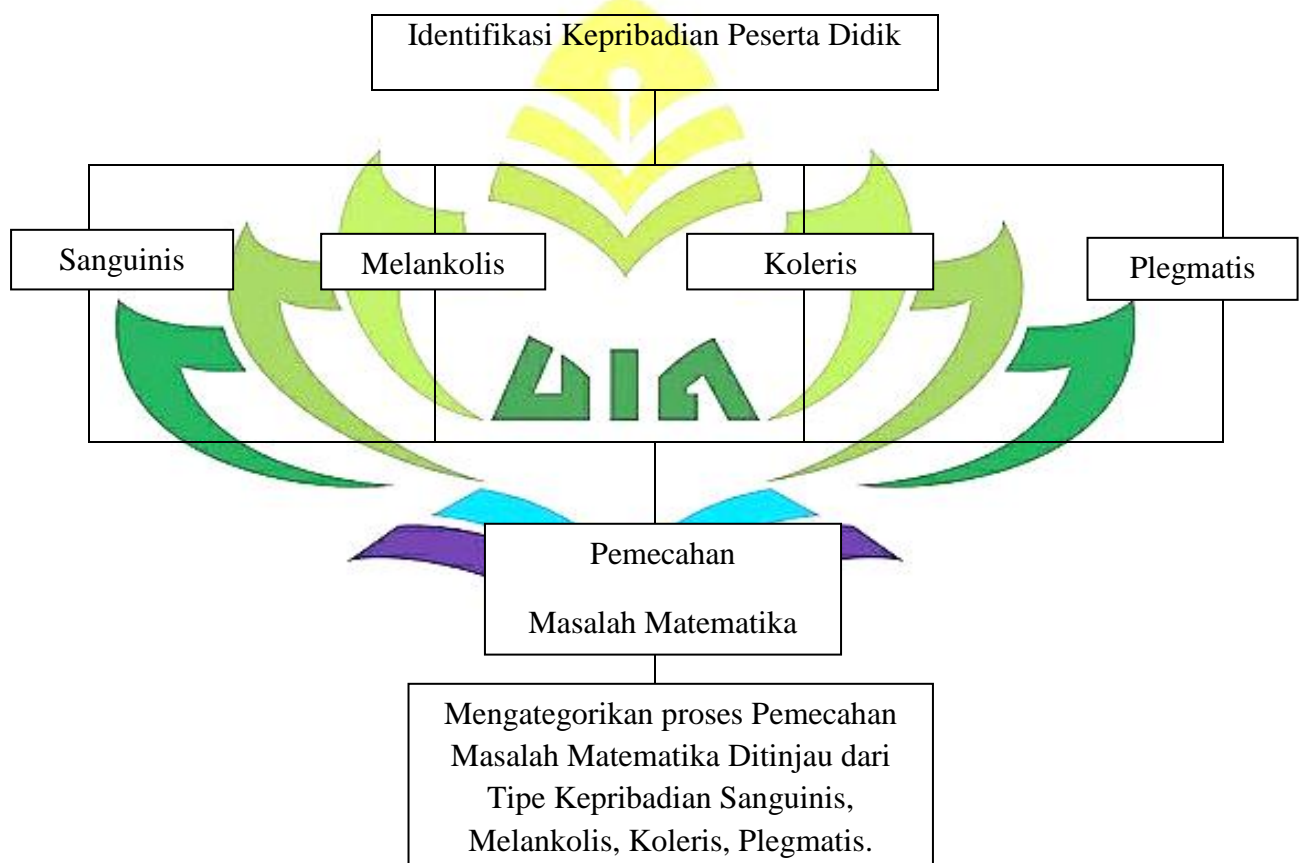 Identifikasi Kepribadian Peserta Didik
Sanguinis
Melankolis
Koleris
Plegmatis
UIN
Pemecahan
Masalah Matematika
Mengategorikan proses Pemecahan
Masalah Matematika Ditinjau dari
Tipe Kepribadian Sanguinis,
Melankolis, Koleris, Plegmatis.